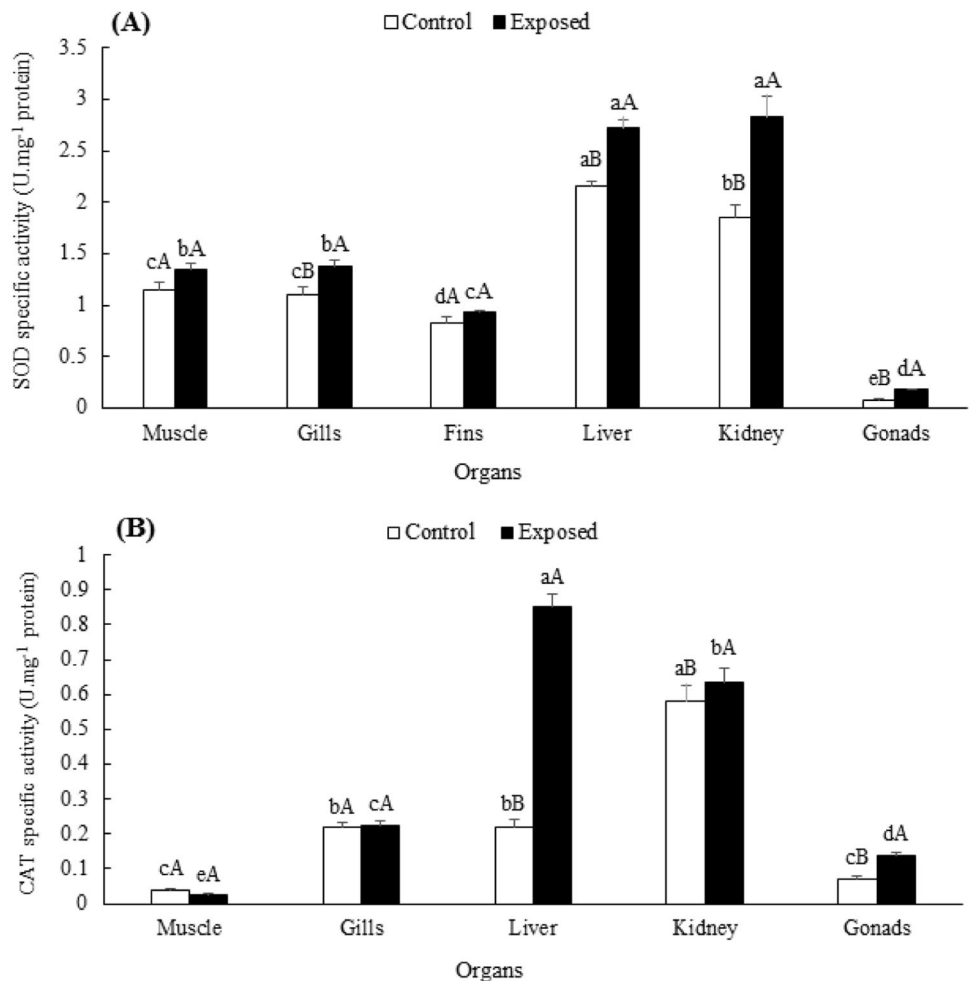 (A)
Control Exposed
SOD specific activity (U.mg⁻¹ protein)
3.5
3
2.5
2
1.5
1
0.5
0
cA bA cB bA dA cA aB aA bB aA eB dA
Muscle Gills Fins Liver Kidney Gonads
Organs
(B)
Control Exposed
CAT specific activity (U.mg⁻¹ protein)
1
0.9
0.8
0.7
0.6
0.5
0.4
0.3
0.2
0.1
0
cA eA bA cA bB aA aB bA cB dA
Muscle Gills Liver Kidney Gonads
Organs